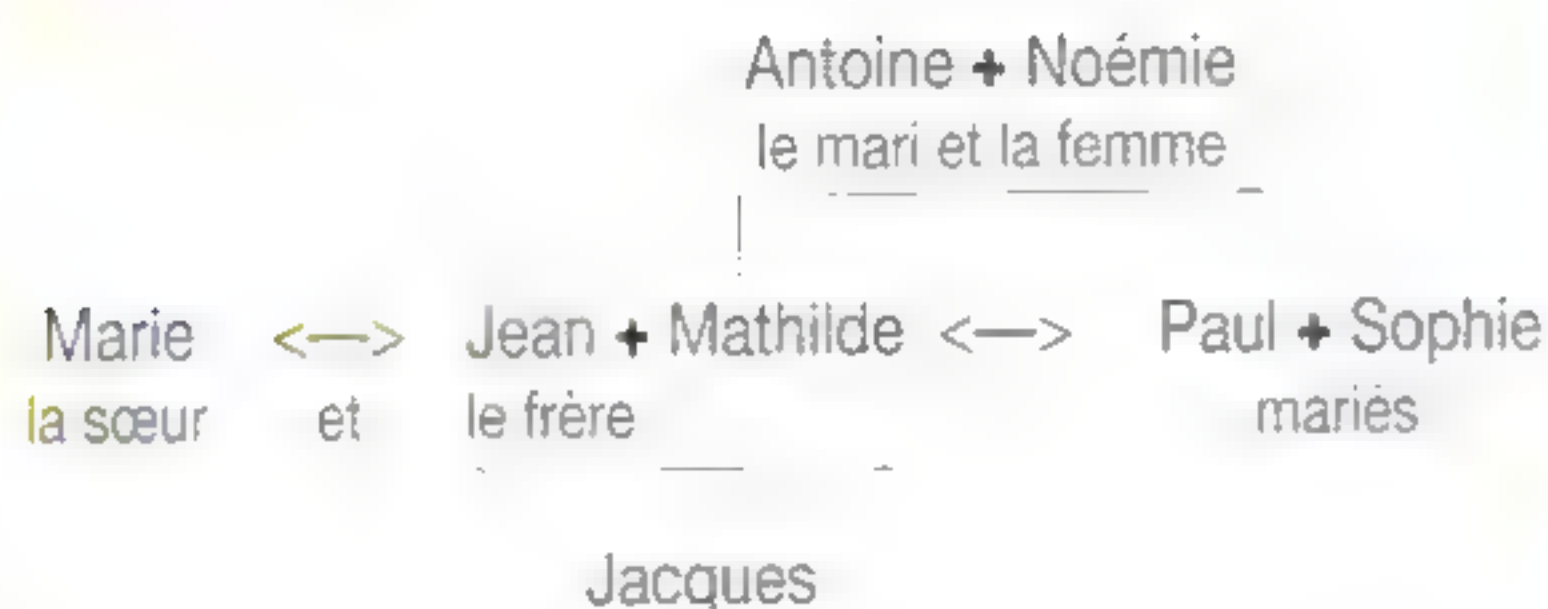 Antoine + Noémie
le mari et la femme
Marie <—> Jean + Mathilde <—> Paul + Sophie
la sœur et le frère mariés
Jacques